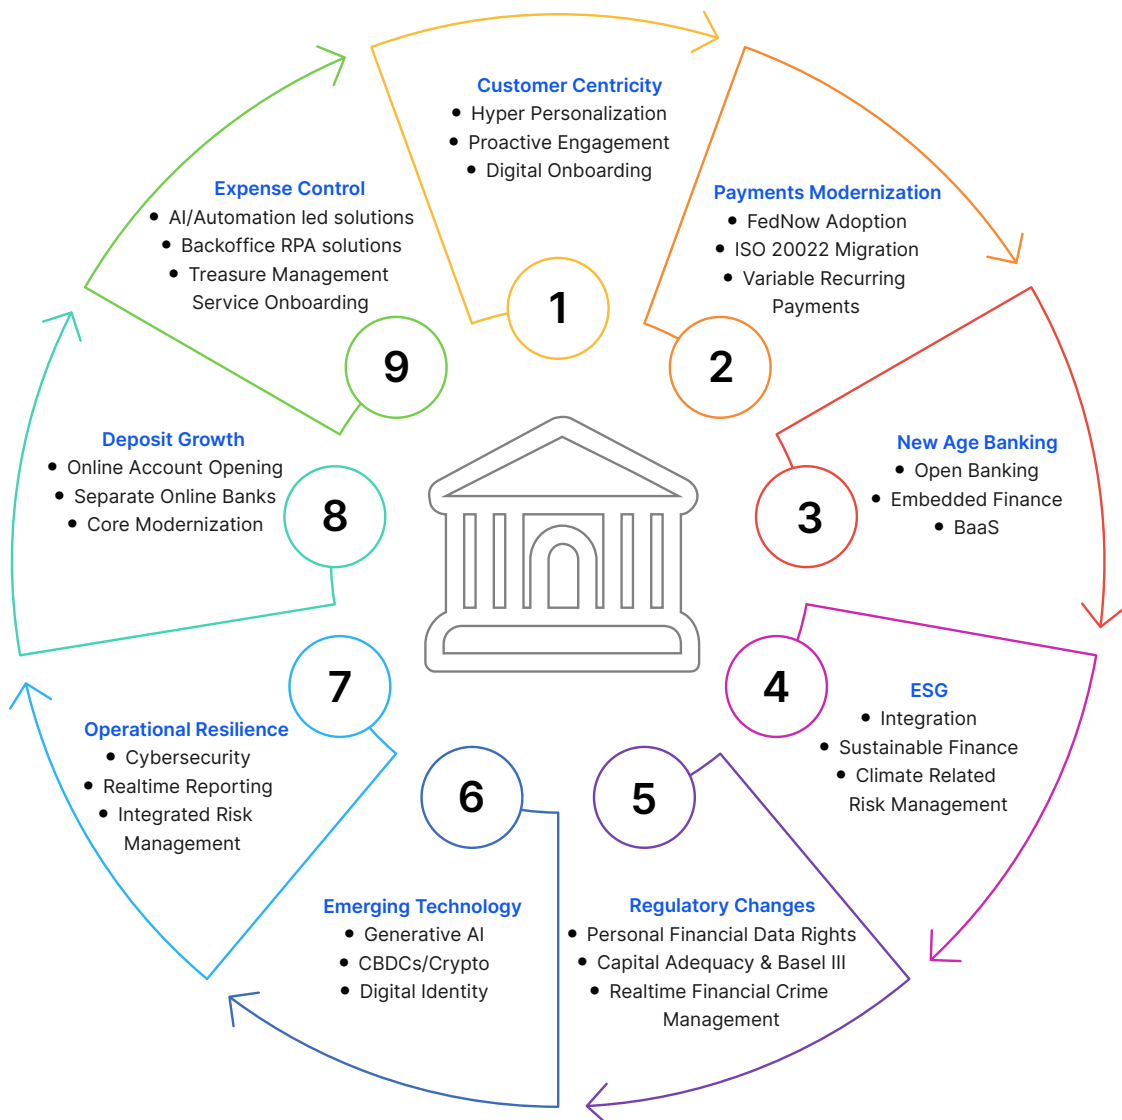 Customer Centricity
• Hyper Personalization
• Proactive Engagement
• Digital Onboarding
1
Payments Modernization
• FedNow Adoption
• ISO 20022 Migration
• Variable Recurring
Payments
2
New Age Banking
• Open Banking
• Embedded Finance
• BaaS
3
ESG
• Integration
• Sustainable Finance
• Climate Related
Risk Management
4
Regulatory Changes
• Personal Financial Data Rights
• Capital Adequacy & Basel III
• Realtime Financial Crime
Management
5
Emerging Technology
• Generative AI
• CBDCs/Crypto
• Digital Identity
6
Operational Resilience
• Cybersecurity
• Realtime Reporting
• Integrated Risk
Management
7
Deposit Growth
• Online Account Opening
• Separate Online Banks
• Core Modernization
8
Expense Control
• AI/Automation led solutions
• Backoffice RPA solutions
• Treasure Management
Service Onboarding
9